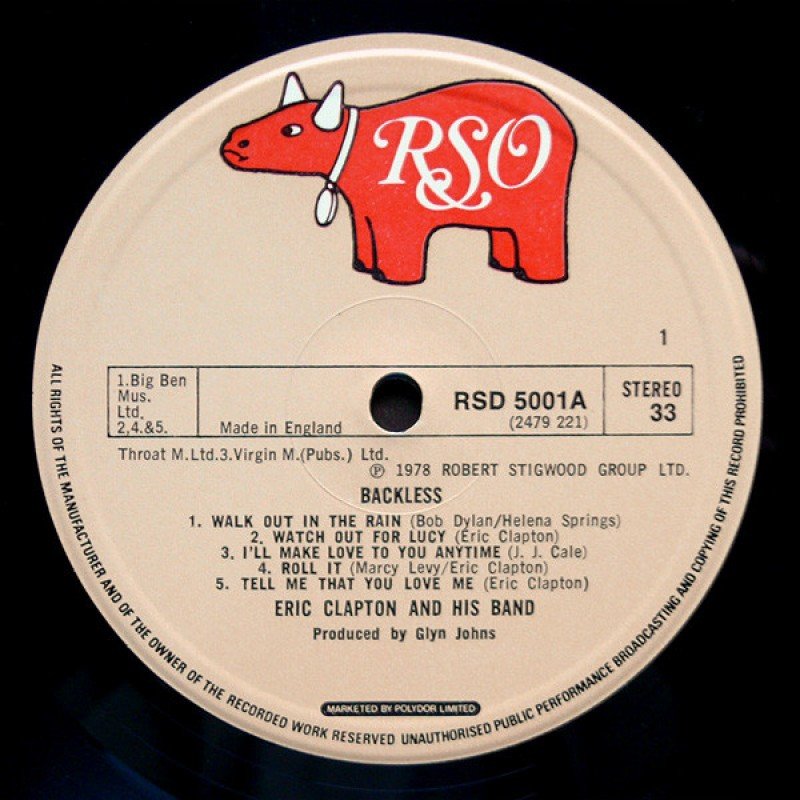 RSO
1
1.Big Ben
Mus.
Ltd.
2,4.&5.
Made in England
RSD 5001A
(2479 221)
STEREO
33
Throat M.Ltd.3.Virgin M.(Pubs.) Ltd.
℗ 1978 ROBERT STIGWOOD GROUP LTD.
BACKLESS
1. WALK OUT IN THE RAIN (Bob Dylan/Helena Springs)
2. WATCH OUT FOR LUCY (Eric Clapton)
3. I'LL MAKE LOVE TO YOU ANYTIME (J. J. Cale)
4. ROLL IT (Marcy Levy/Eric Clapton)
5. TELL ME THAT YOU LOVE ME (Eric Clapton)
ERIC CLAPTON AND HIS BAND
Produced by Glyn Johns
MARKETED BY POLYDOR LIMITED
ALL RIGHTS OF THE MANUFACTURER AND OF THE OWNER OF THE RECORDED WORK RESERVED UNAUTHORISED PUBLIC PERFORMANCE BROADCASTING AND COPYING OF THIS RECORD PROHIBITED